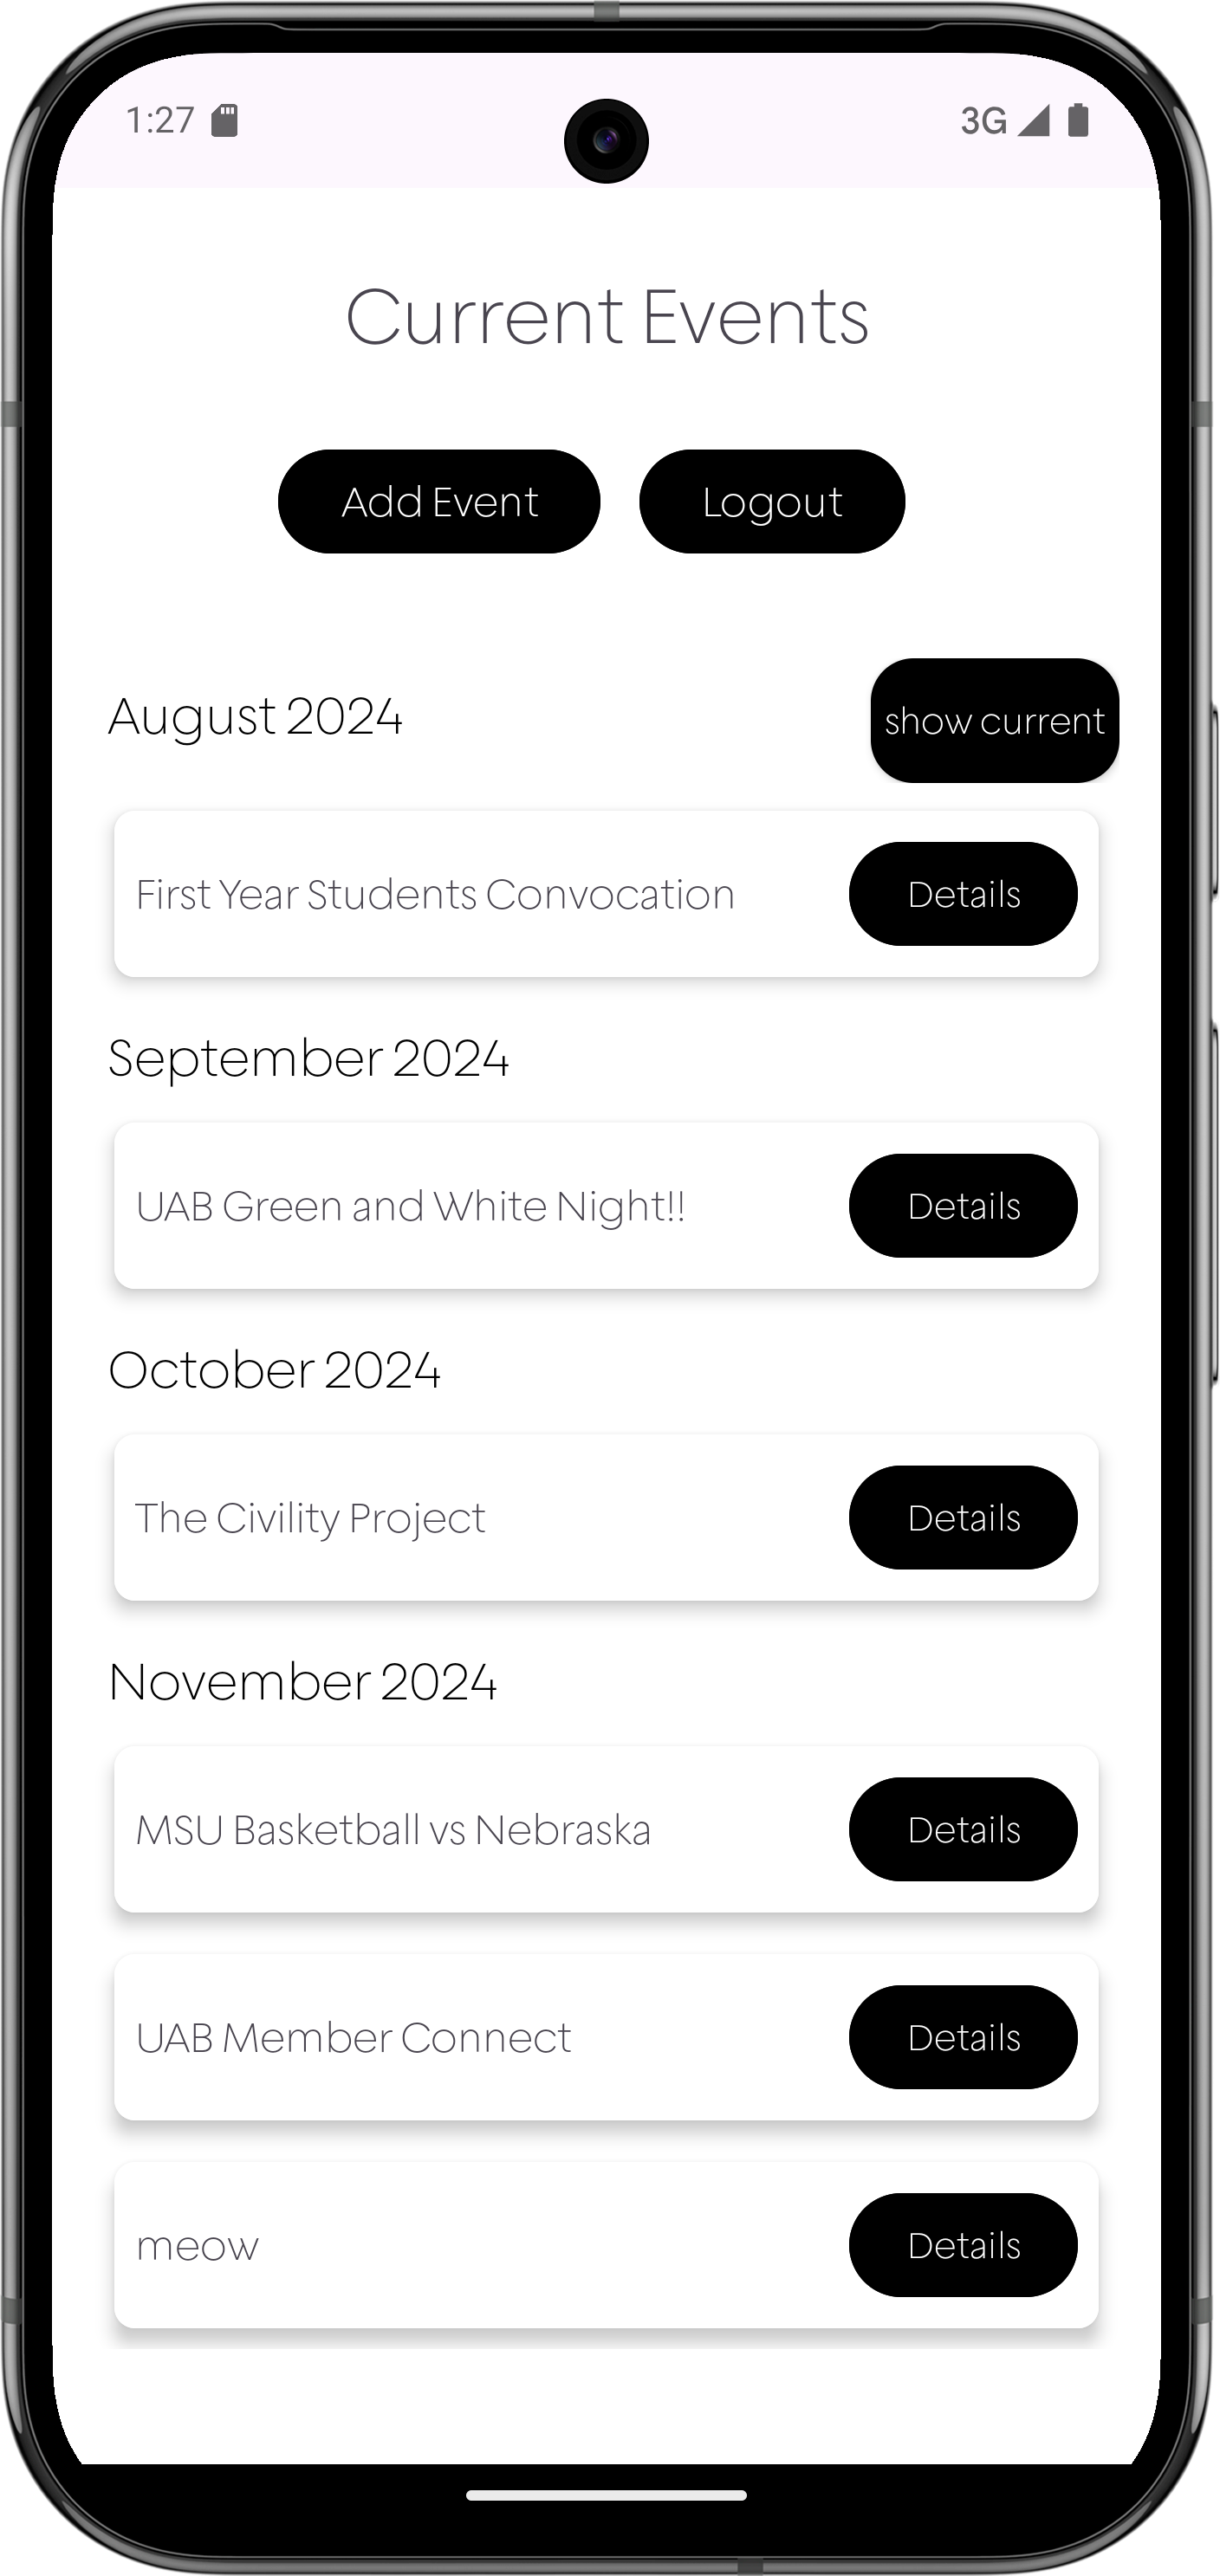 1:27 3G
Current Events
Add Event Logout
August 2024 show current
First Year Students Convocation Details
September 2024
UAB Green and White Night!! Details
October 2024
The Civility Project Details
November 2024
MSU Basketball vs Nebraska Details
UAB Member Connect Details
meow Details